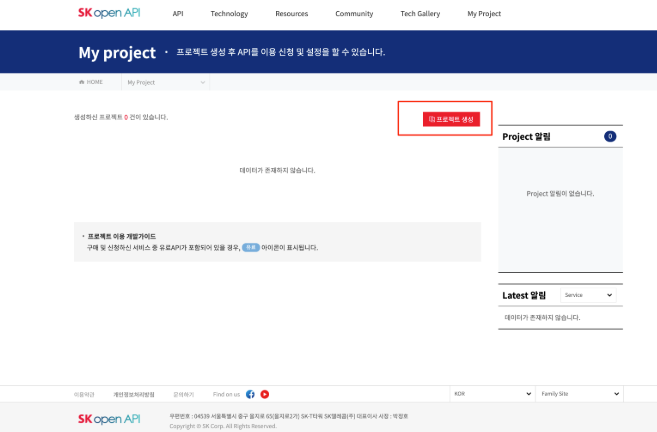 SK open API
API Technology Resources Community Tech Gallery My Project
My project · 프로젝트 생성 후 API를 이용 신청 및 설정을 할 수 있습니다.
HOME My Project
생성하신 프로젝트 0 건이 있습니다.
프로젝트 생성
데이터가 존재하지 않습니다.
프로젝트 이용 개발가이드
구매 및 신청하신 서비스 중 유료API가 포함되어 있을 경우, 유료 아이콘이 표시됩니다.
Project 알림 0
Project 알림이 없습니다.
Latest 알림 Service
데이터가 존재하지 않습니다.
이용약관 개인정보처리방침 문의하기 Find on us
KOR Family Site
SK open API
우편번호 : 04539 서울특별시 중구 을지로 65(을지로2가) SK-T타워 SK텔레콤(주) 대표이사 사장 : 박정호
Copyright © SK Corp. All Rights Reserved.